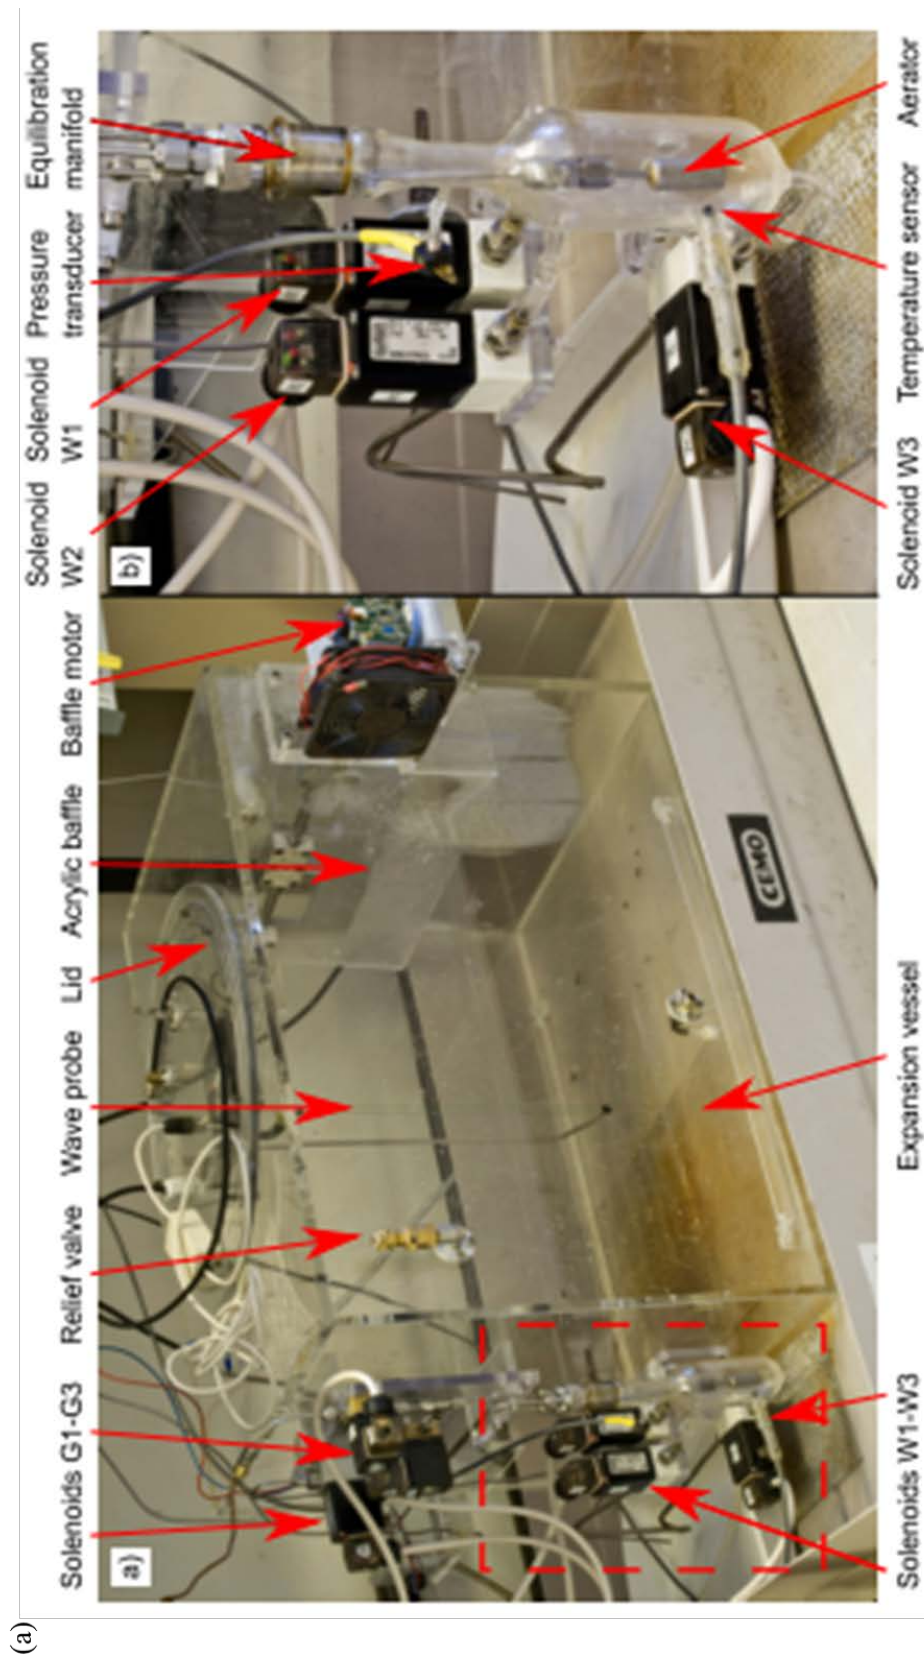 (a)
Solenoids G1-G3
Relief valve
Wave probe
Lid
Acrylic baffle
Baffle motor
a)
CEMO
Solenoids W1-W3
Expansion vessel
Solenoid
W2
Solenoid
W1
Pressure
transducer
Equilibration
manifold
b)
Solenoid W3
Temperature sensor
Aerator